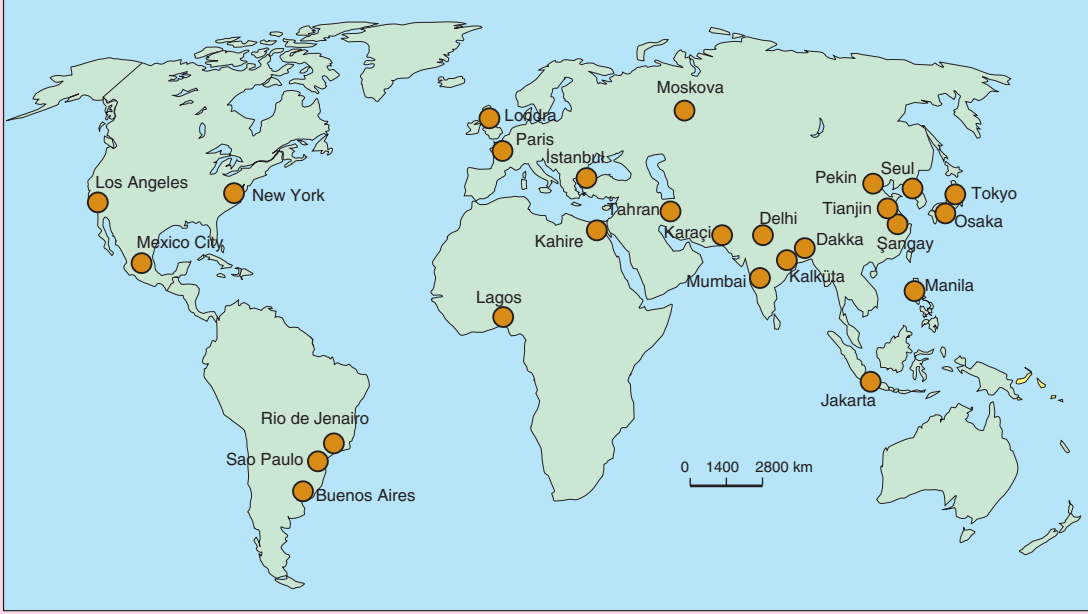 Moskova
Londra
Paris
İstanbul
Los Angeles
New York
Pekin
Seul
Tokyo
Tahran
Tianjin
Osaka
Mexico City
Kahire
Karaçi
Delhi
Dakka
Şangay
Mumbai
Kalküta
Manila
Lagos
Jakarta
Rio de Jenairo
Sao Paulo
0 1400 2800 km
Buenos Aires